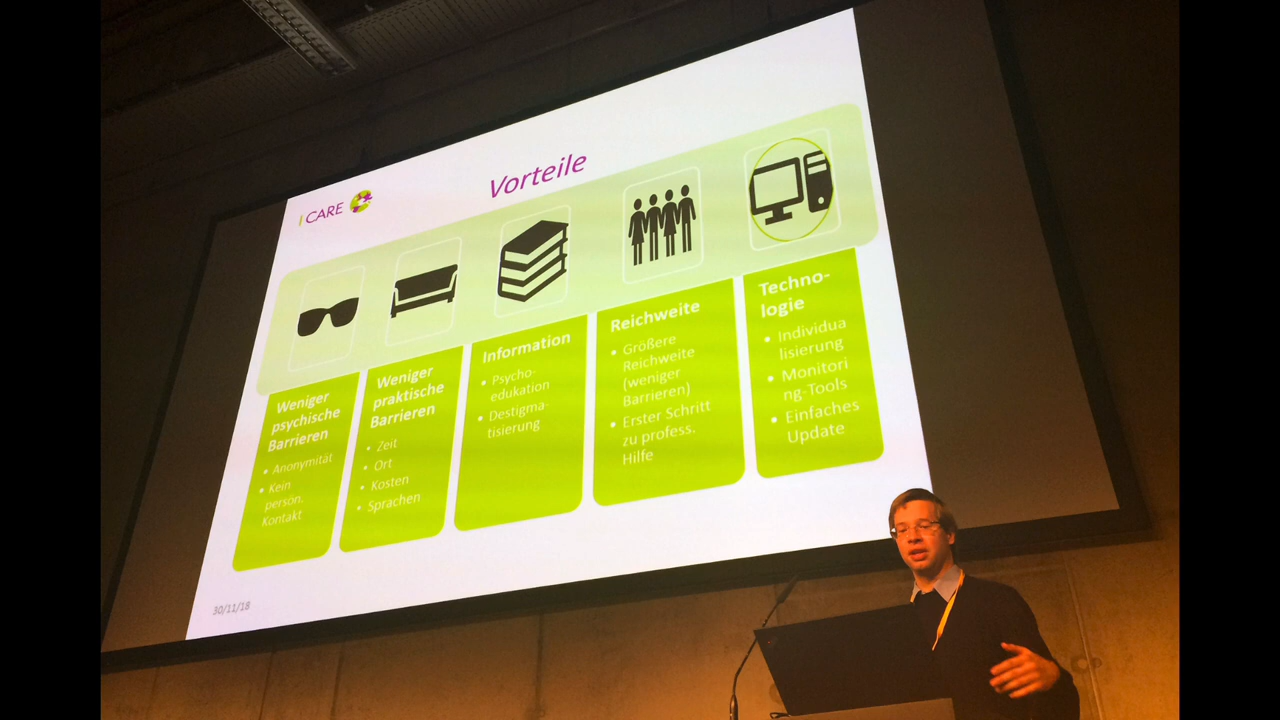 CARE
Vorteile
Weniger
psychische
Barrieren
• Anonymität
• Kein
persön.
Kontakt
Weniger
praktische
Barrieren
• Zeit
• Ort
• Kosten
• Sprachen
Information
• Psycho-
edukation
• Destigma-
tisierung
Reichweite
• Größere
Reichweite
(weniger
Barrieren)
• Erster Schritt
zu profess.
Hilfe
Techno-
logie
• Individua
lisierung
• Monitori
ng-Tools
• Einfaches
Update
30/11/18